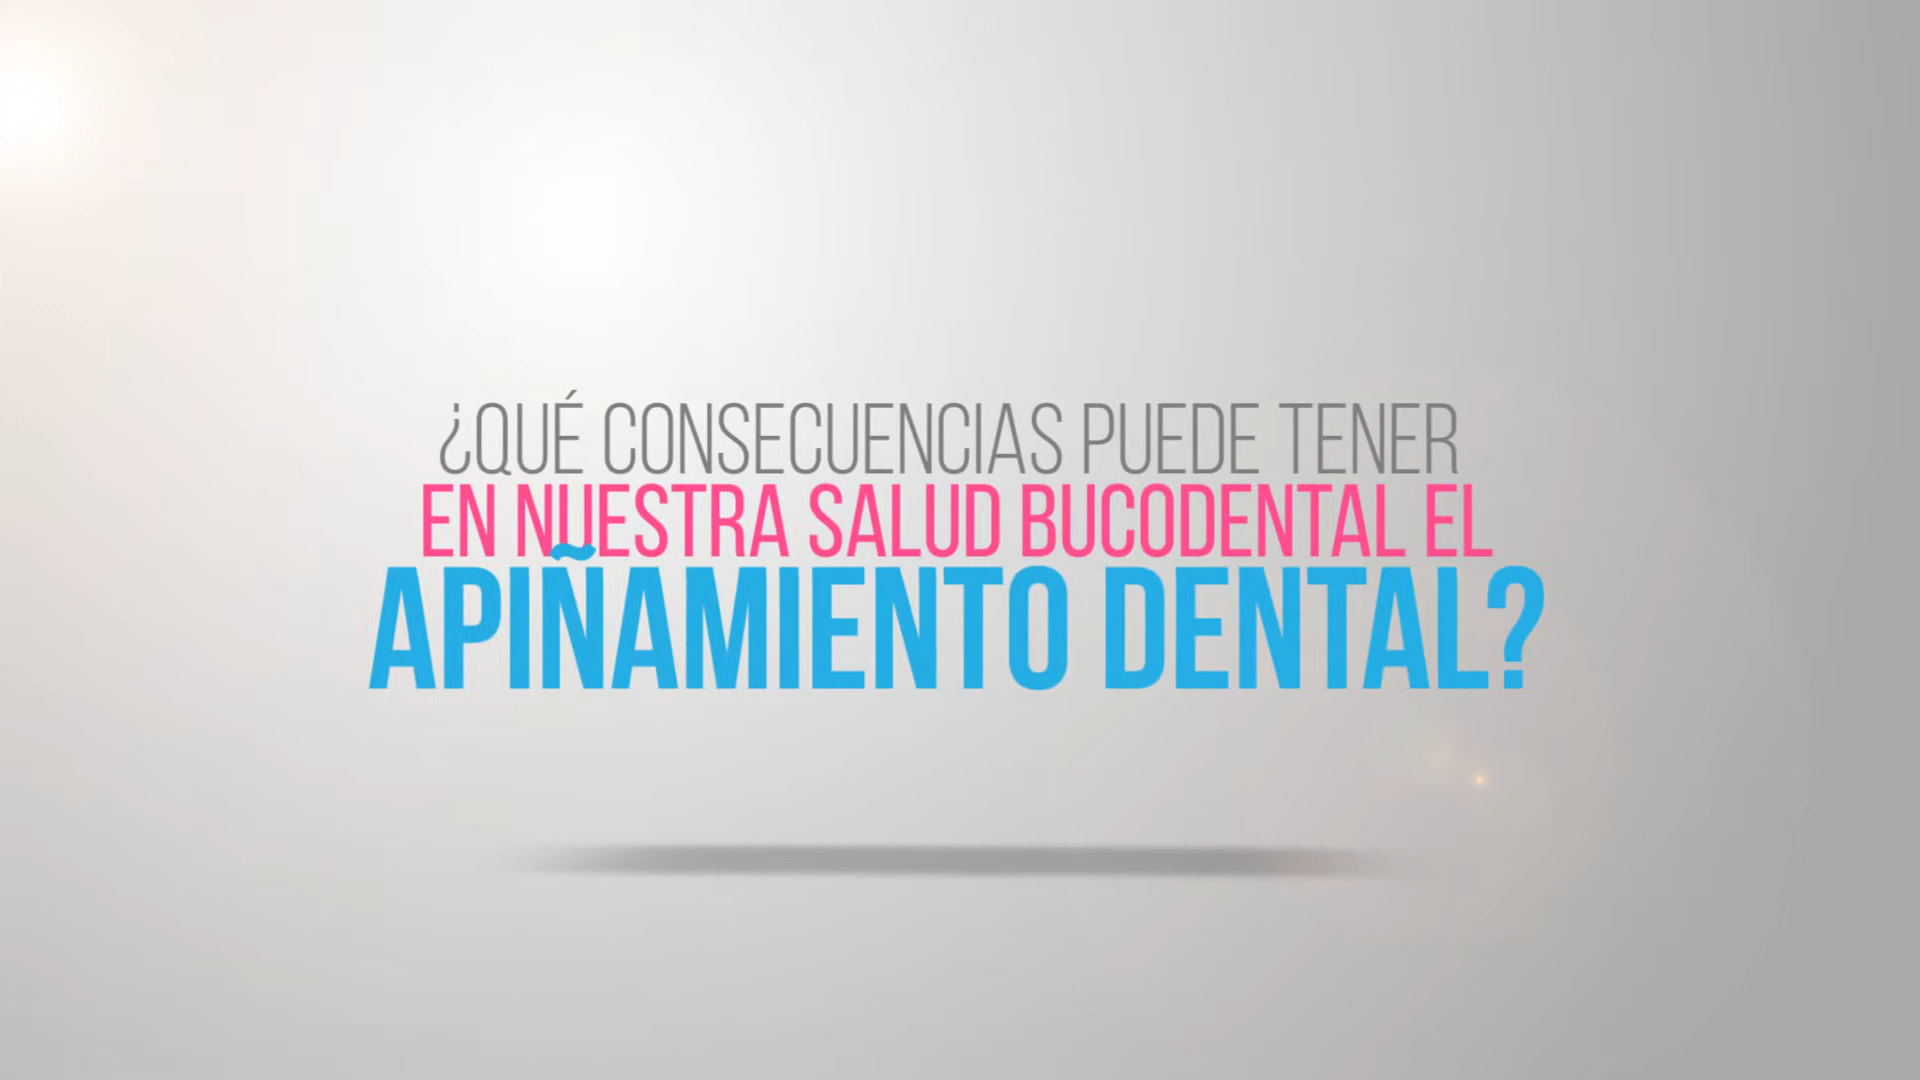 ¿QUÉ CONSECUENCIAS PUEDE TENER
EN NUESTRA SALUD BUCODENTAL EL
APIÑAMIENTO DENTAL?